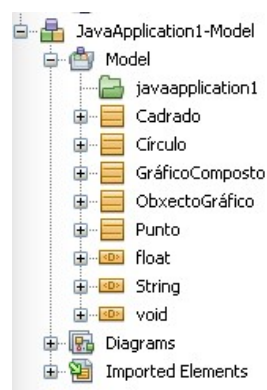 JavaApplication1-Model
Model
javaapplication1
Cadrado
Círculo
GráficoComposto
ObxectoGráfico
Punto
<D> float
<D> String
<D> void
Diagrams
Imported Elements